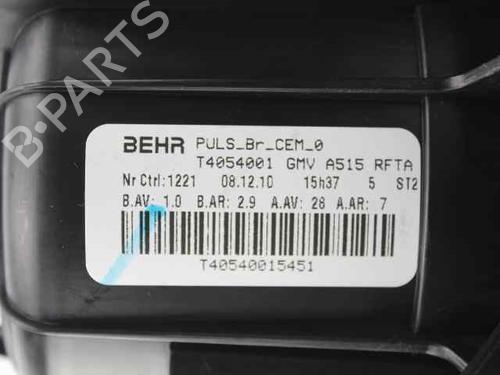 B-PARTS
BEHR PULS_Br_CEM_0
T4054001 GMV A515 RFTA
Nr Ctrl:1221 08.12.10 15h37 5 ST2
B.AV: 1.0 B.AR: 2.9 A.AV: 28 A.AR: 7
T40540015451